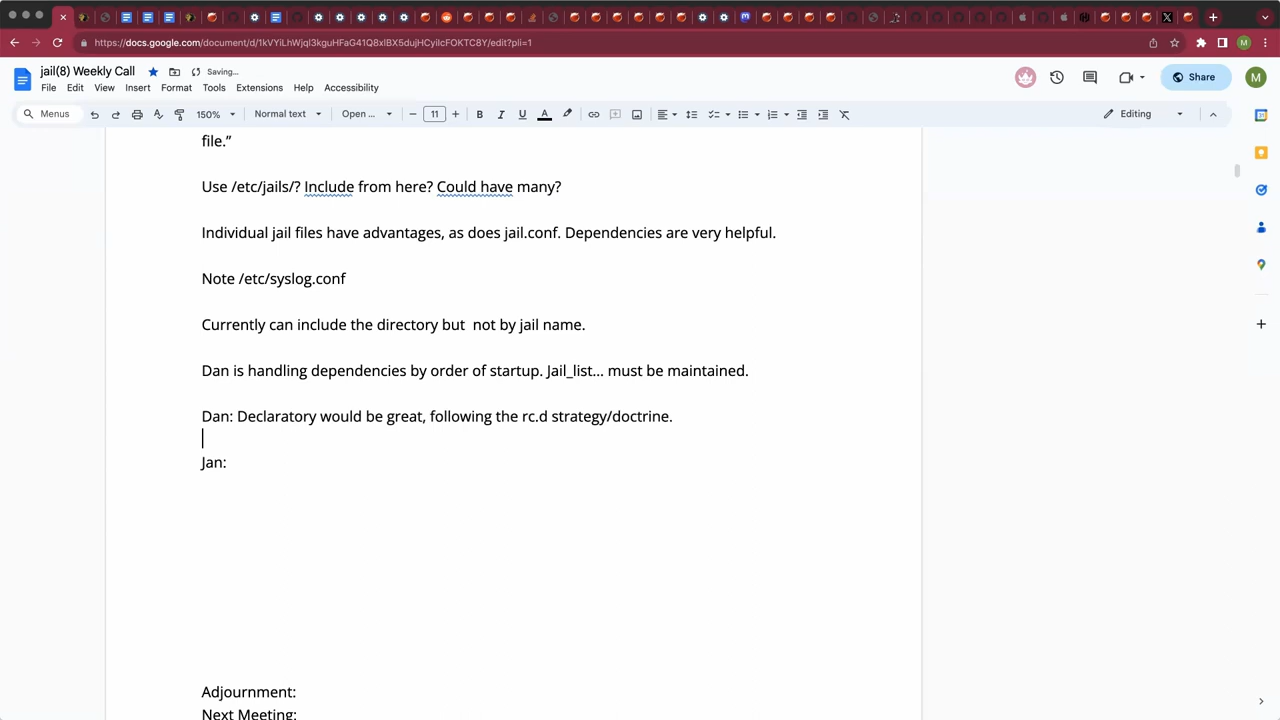 https://docs.google.com/document/d/1kVYiLhWjql3kguHFaG41Q8xlBX5dujHCyiIcFOKTC8Y/edit?pli=1
M
jail(8) Weekly Call
Saving...
File Edit View Insert Format Tools Extensions Help Accessibility
Share
M
Menus
150%
Normal text
Open ...
11
B
I
U
A
Editing
file.”
Use /etc/jails/? Include from here? Could have many?
Individual jail files have advantages, as does jail.conf. Dependencies are very helpful.
Note /etc/syslog.conf
Currently can include the directory but  not by jail name.
Dan is handling dependencies by order of startup. Jail_list... must be maintained.
Dan: Declaratory would be great, following the rc.d strategy/doctrine.
Jan:
Adjournment:
Next Meeting: